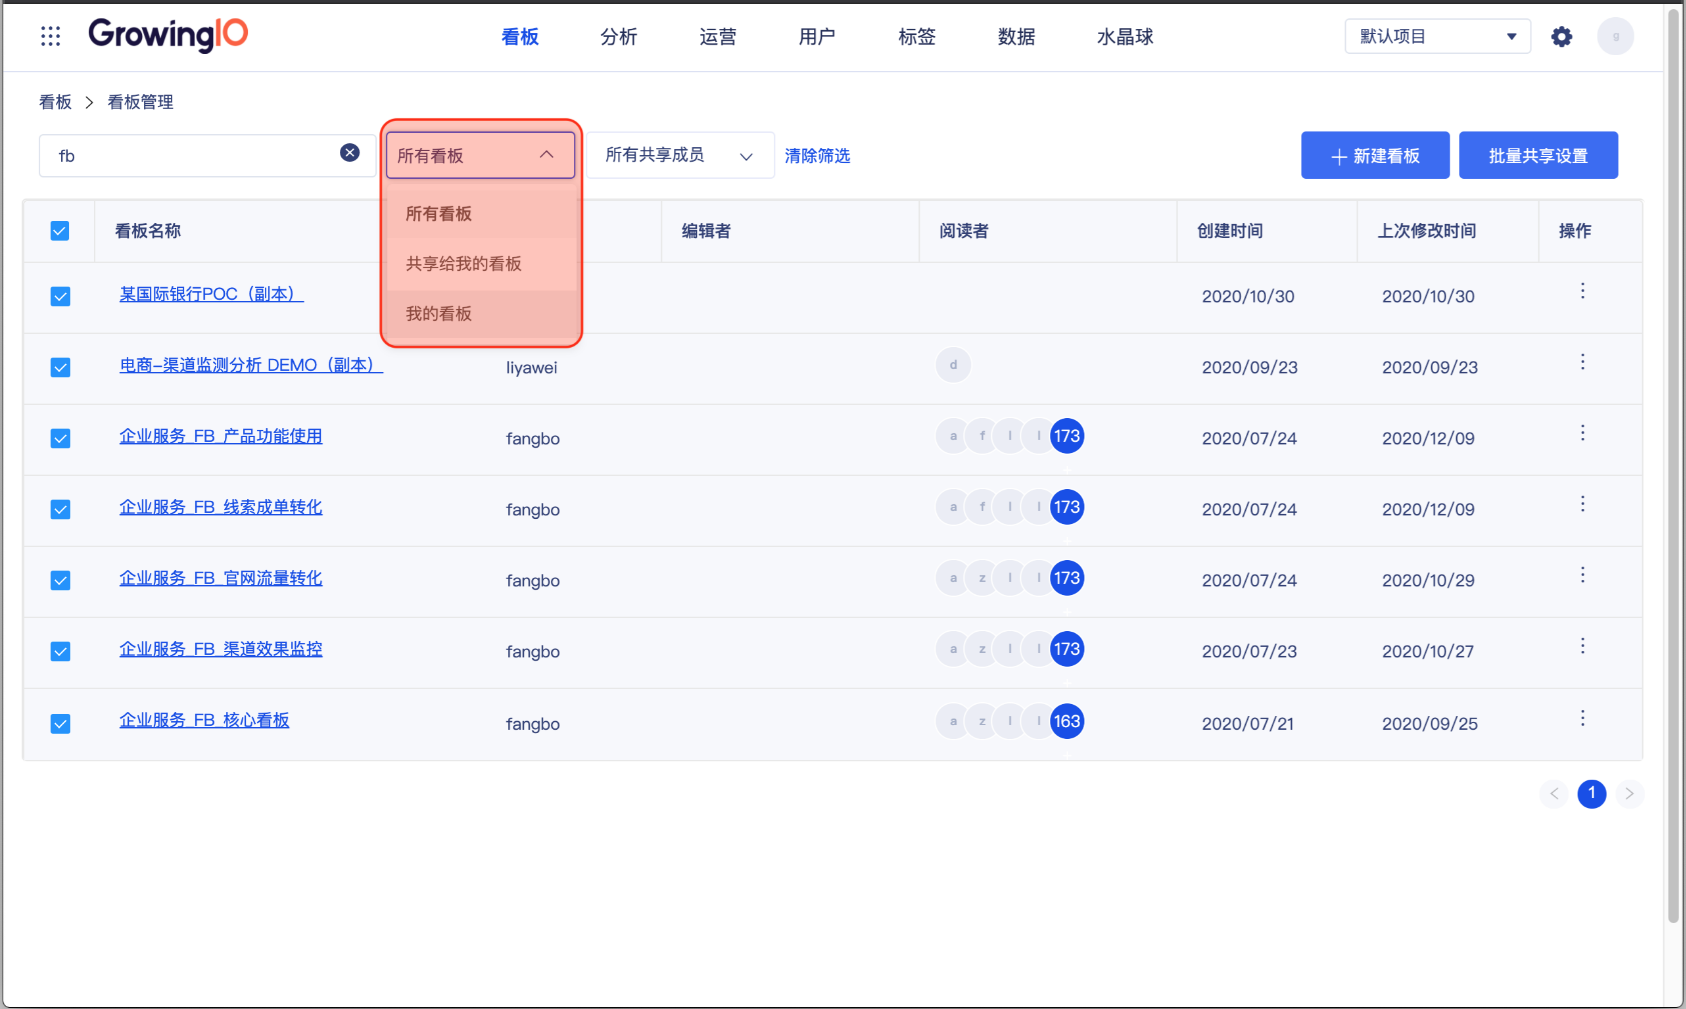 GrowingIO
看板 分析 运营 用户 标签 数据 水晶球
默认项目
g
看板 > 看板管理
fb
所有看板
所有共享成员
清除筛选
+ 新建看板
批量共享设置
所有看板
共享给我的看板
我的看板
看板名称 编辑者 阅读者 创建时间 上次修改时间 操作
某国际银行POC（副本） 2020/10/30 2020/10/30
电商-渠道监测分析 DEMO（副本） liyawei d 2020/09/23 2020/09/23
企业服务_FB_产品功能使用 fangbo a f l l 173 2020/07/24 2020/12/09
企业服务_FB_线索成单转化 fangbo a f l l 173 2020/07/24 2020/12/09
企业服务_FB_官网流量转化 fangbo a z l l 173 2020/07/24 2020/10/29
企业服务_FB_渠道效果监控 fangbo a z l l 173 2020/07/23 2020/10/27
企业服务_FB_核心看板 fangbo a z l l 163 2020/07/21 2020/09/25
< 1 >